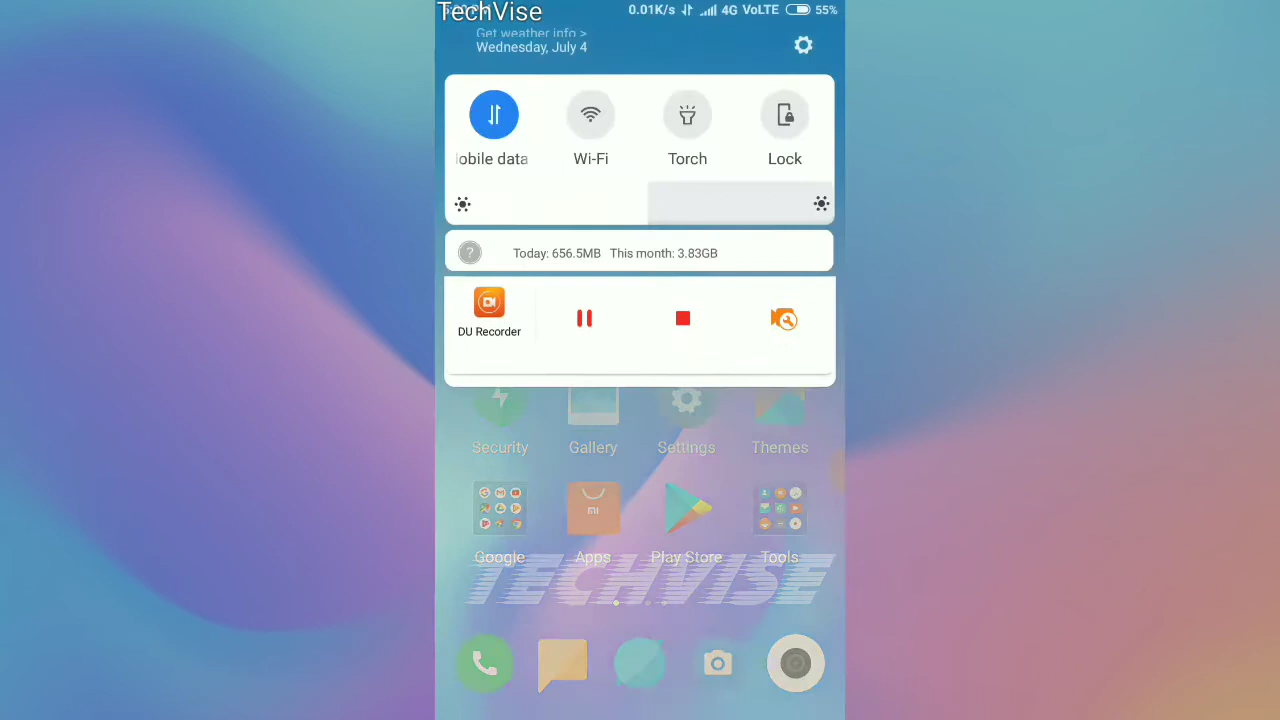 TechVise
0.01K/s 4G VoLTE 55%
Get weather info >
Wednesday, July 4
obile data Wi-Fi Torch Lock
? Today: 656.5MB This month: 3.83GB
DU Recorder
Security Gallery Settings Themes
MI
Google Apps Play Store Tools
TECHVISE